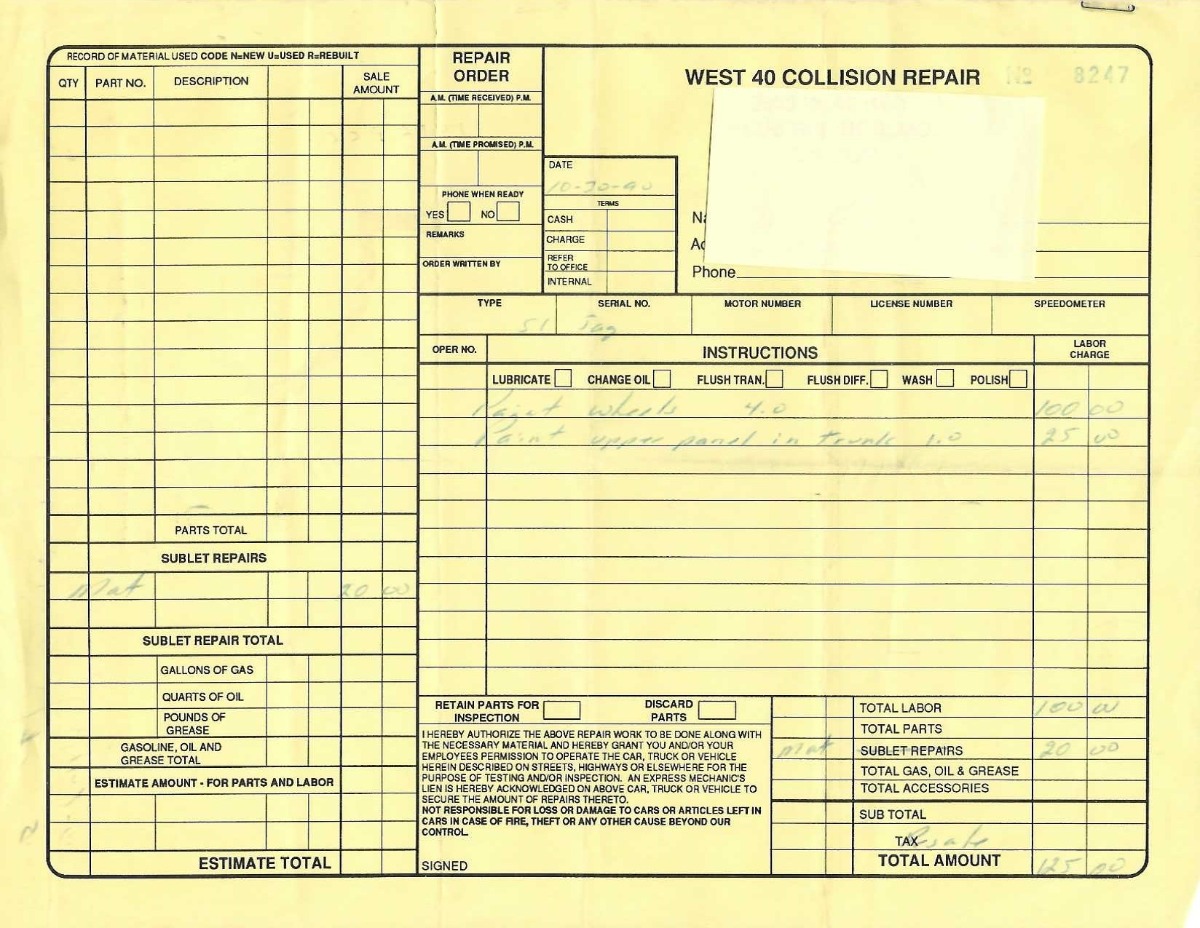 RECORD OF MATERIAL USED CODE N=NEW U=USED R=REBUILT
QTY PART NO. DESCRIPTION SALE AMOUNT
PARTS TOTAL
SUBLET REPAIRS
Mat 20 00
SUBLET REPAIR TOTAL
GALLONS OF GAS
QUARTS OF OIL
POUNDS OF GREASE
GASOLINE, OIL AND GREASE TOTAL
ESTIMATE AMOUNT - FOR PARTS AND LABOR
ESTIMATE TOTAL
REPAIR ORDER
A.M. (TIME RECEIVED) P.M.
A.M. (TIME PROMISED) P.M.
PHONE WHEN READY
YES NO
REMARKS
ORDER WRITTEN BY
WEST 40 COLLISION REPAIR № 8247
DATE
10-30-90
TERMS
CASH
CHARGE
REFER TO OFFICE
INTERNAL
Na
Ad
Phone
TYPE SERIAL NO. MOTOR NUMBER LICENSE NUMBER SPEEDOMETER
51 Jag
OPER NO. INSTRUCTIONS LABOR CHARGE
LUBRICATE CHANGE OIL FLUSH TRAN. FLUSH DIFF. WASH POLISH
Paint wheels 4.0 100 00
Paint upper panel in trunk 1.0 25 00
RETAIN PARTS FOR INSPECTION DISCARD PARTS
I HEREBY AUTHORIZE THE ABOVE REPAIR WORK TO BE DONE ALONG WITH
THE NECESSARY MATERIAL AND HEREBY GRANT YOU AND/OR YOUR
EMPLOYEES PERMISSION TO OPERATE THE CAR, TRUCK OR VEHICLE
HEREIN DESCRIBED ON STREETS, HIGHWAYS OR ELSEWHERE FOR THE
PURPOSE OF TESTING AND/OR INSPECTION. AN EXPRESS MECHANIC'S
LIEN IS HEREBY ACKNOWLEDGED ON ABOVE CAR, TRUCK OR VEHICLE TO
SECURE THE AMOUNT OF REPAIRS THERETO.
NOT RESPONSIBLE FOR LOSS OR DAMAGE TO CARS OR ARTICLES LEFT IN
CARS IN CASE OF FIRE, THEFT OR ANY OTHER CAUSE BEYOND OUR
CONTROL.
SIGNED
TOTAL LABOR 100 00
TOTAL PARTS
Mat SUBLET REPAIRS 20 00
TOTAL GAS, OIL & GREASE
TOTAL ACCESSORIES
SUB TOTAL
TAX Resale
TOTAL AMOUNT 125 00